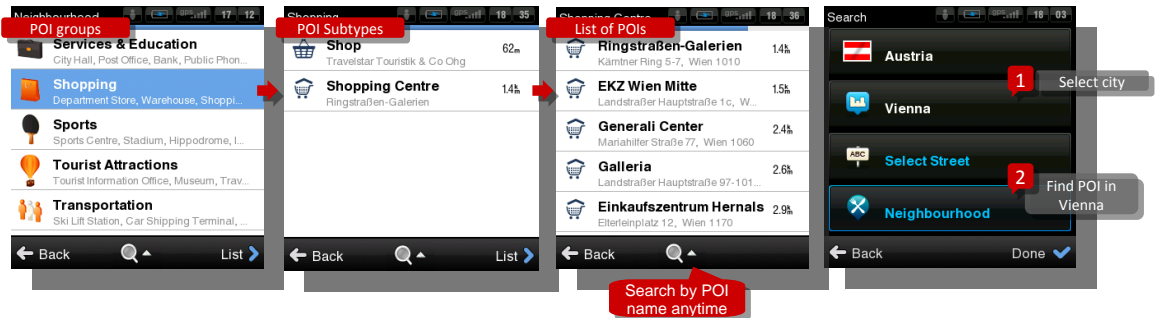 Neighbourhood GPS 17 12
POI groups
Services & Education
City Hall, Post Office, Bank, Public Phon...
Shopping
Department Store, Warehouse, Shoppi...
Sports
Sports Centre, Stadium, Hippodrome, I...
Tourist Attractions
Tourist Information Office, Museum, Trav...
Transportation
Ski Lift Station, Car Shipping Terminal, ...
Back
List
Shopping GPS 18 35
POI Subtypes
Shop 62m
Travelstar Touristik & Co Ohg
Shopping Centre 1.4km
Ringstraßen-Galerien
Back
List
Shopping Centre GPS 18 36
List of POIs
Ringstraßen-Galerien 1.4km
Kärntner Ring 5-7, Wien 1010
EKZ Wien Mitte 1.5km
Landstraßer Hauptstraße 1c, W...
Generali Center 2.4km
Mariahilfer Straße 77, Wien 1060
Galleria 2.6km
Landstraßer Hauptstraße 97-101...
Einkaufszentrum Hernals 2.9km
Elterleinplatz 12, Wien 1170
Back
Search by POI
name anytime
Search GPS 18 03
Austria
1 Select city
Vienna
ABC
Select Street
2 Find POI in
Vienna
Neighbourhood
Back
Done